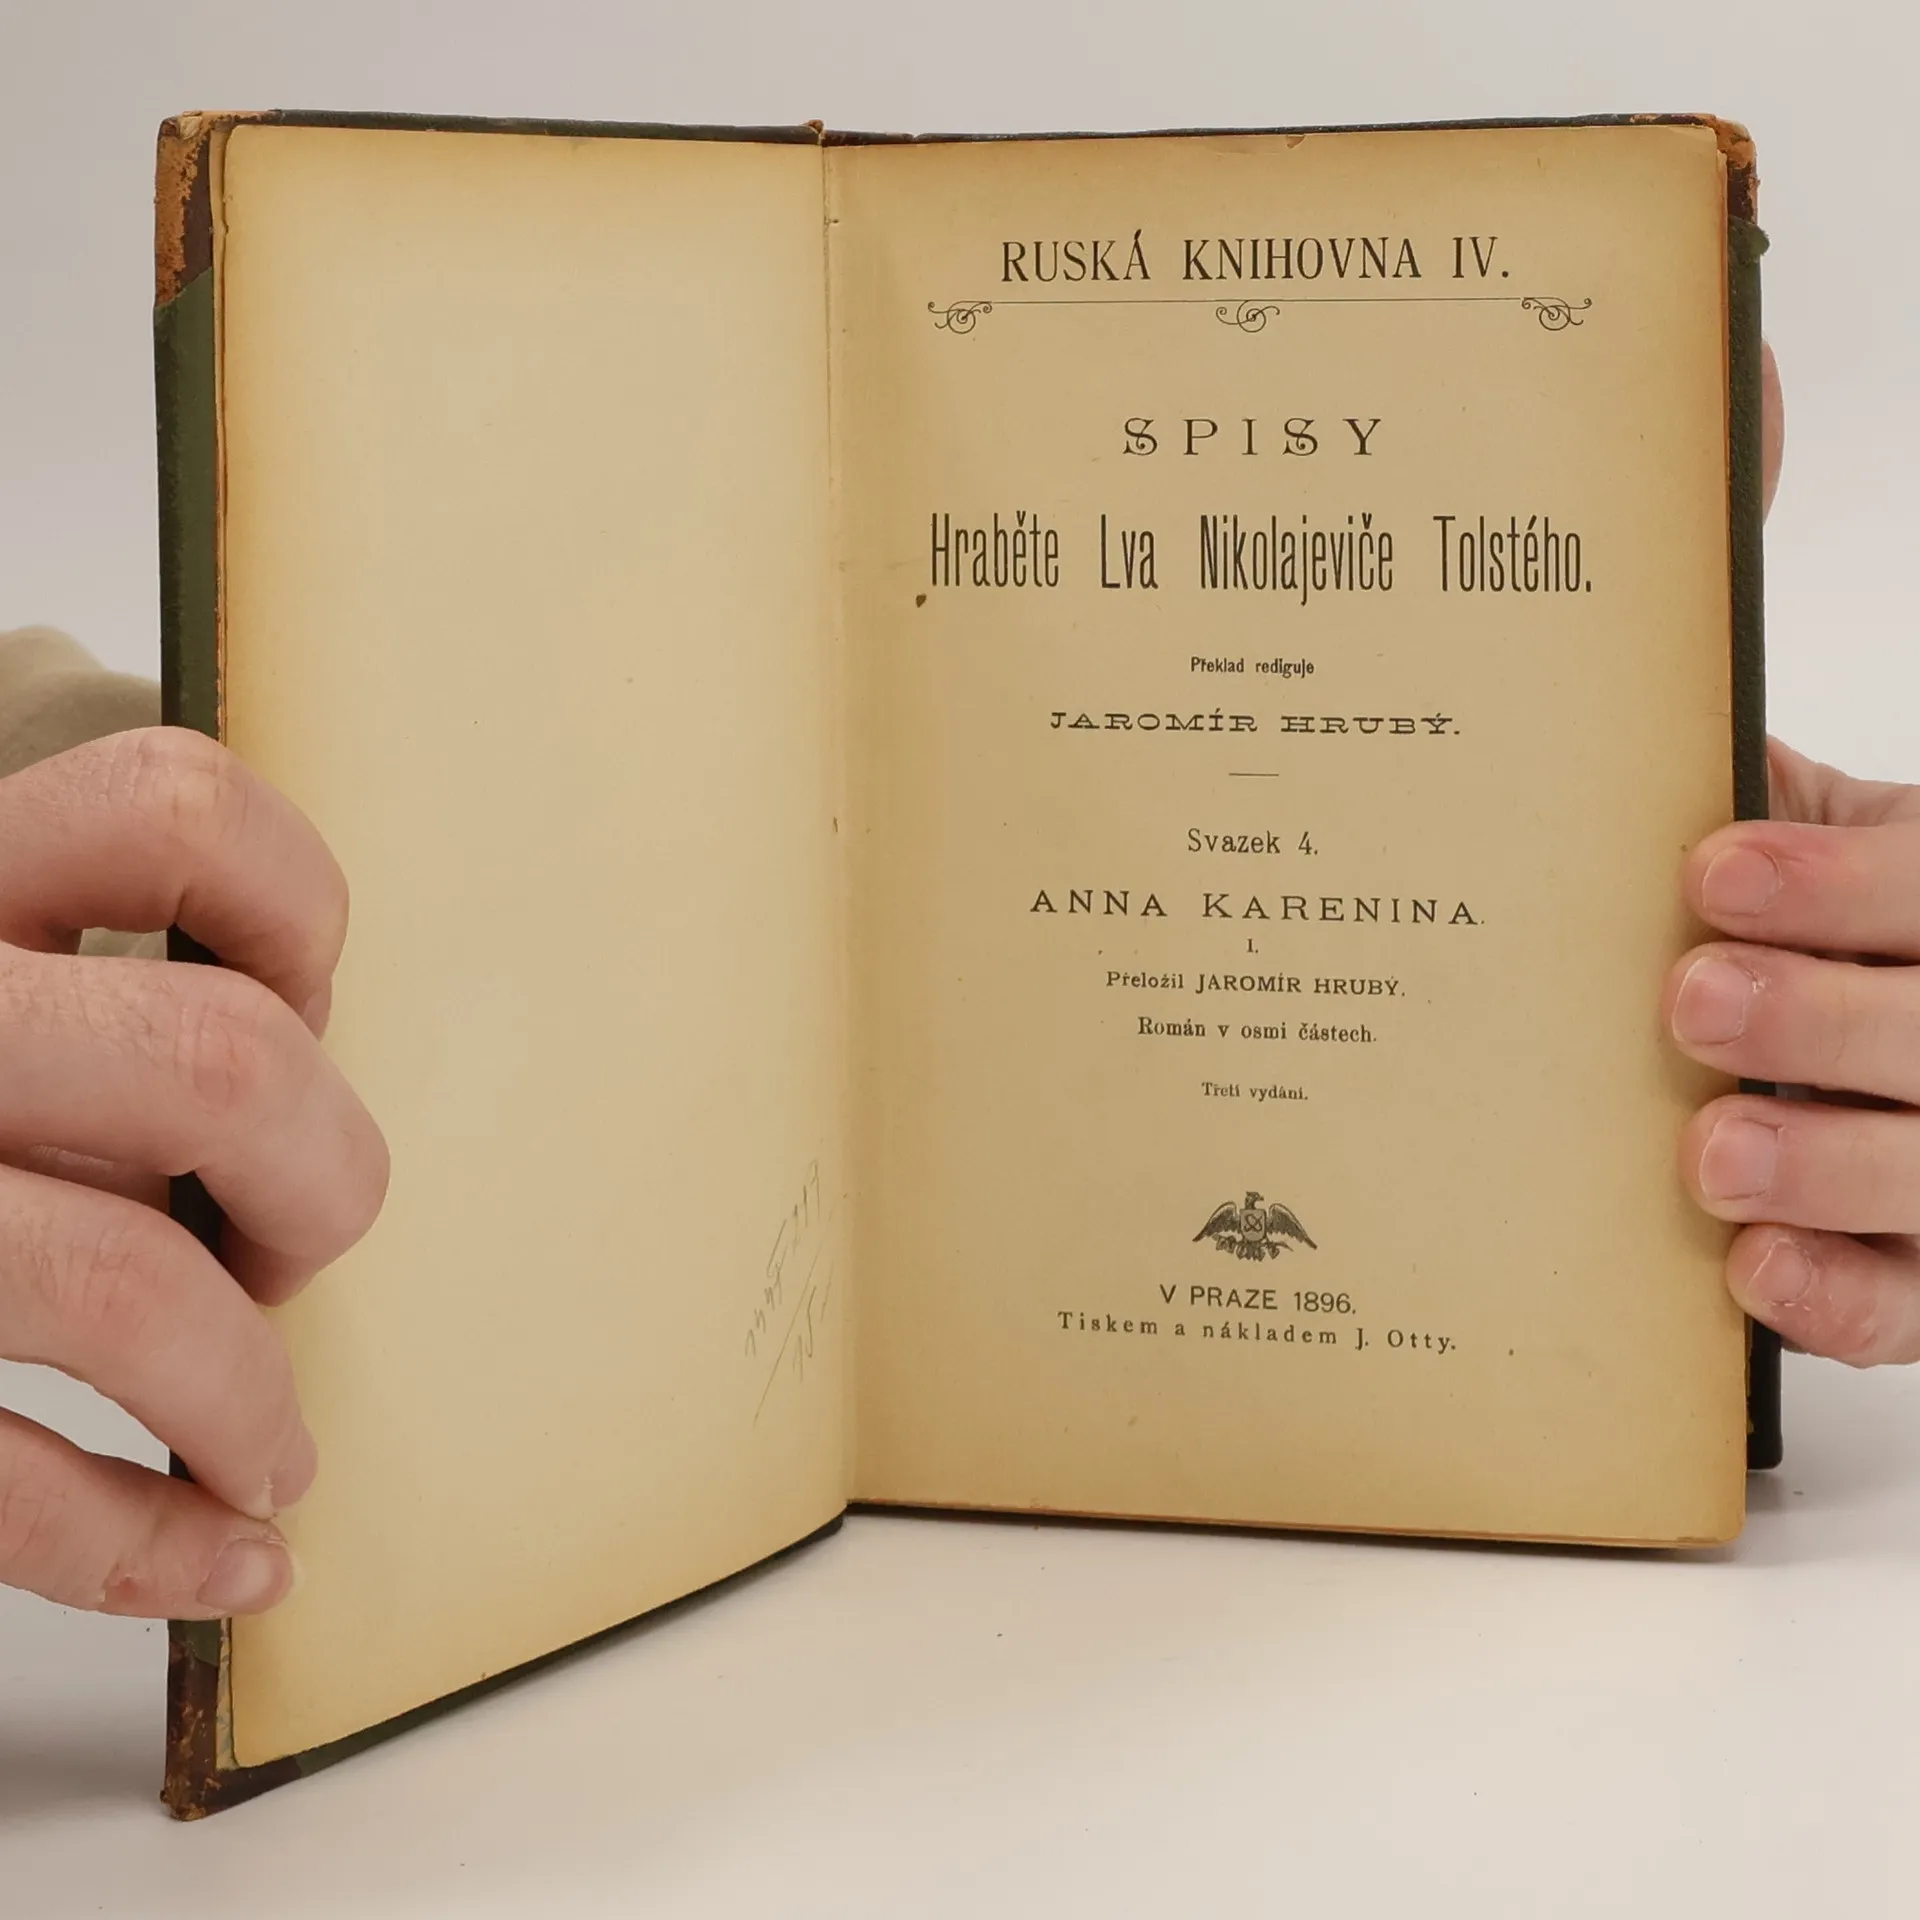 RUSKÁ KNIHOVNA IV.
SPISY
Hraběte Lva Nikolajeviče Tolstého.
Překlad rediguje
JAROMÍR HRUBÝ.
Svazek 4.
ANNA KARENINA.
I.
Přeložil JAROMÍR HRUBÝ.
Román v osmi částech.
Třetí vydání.
V PRAZE 1896.
Tiskem a nákladem J. Otty.